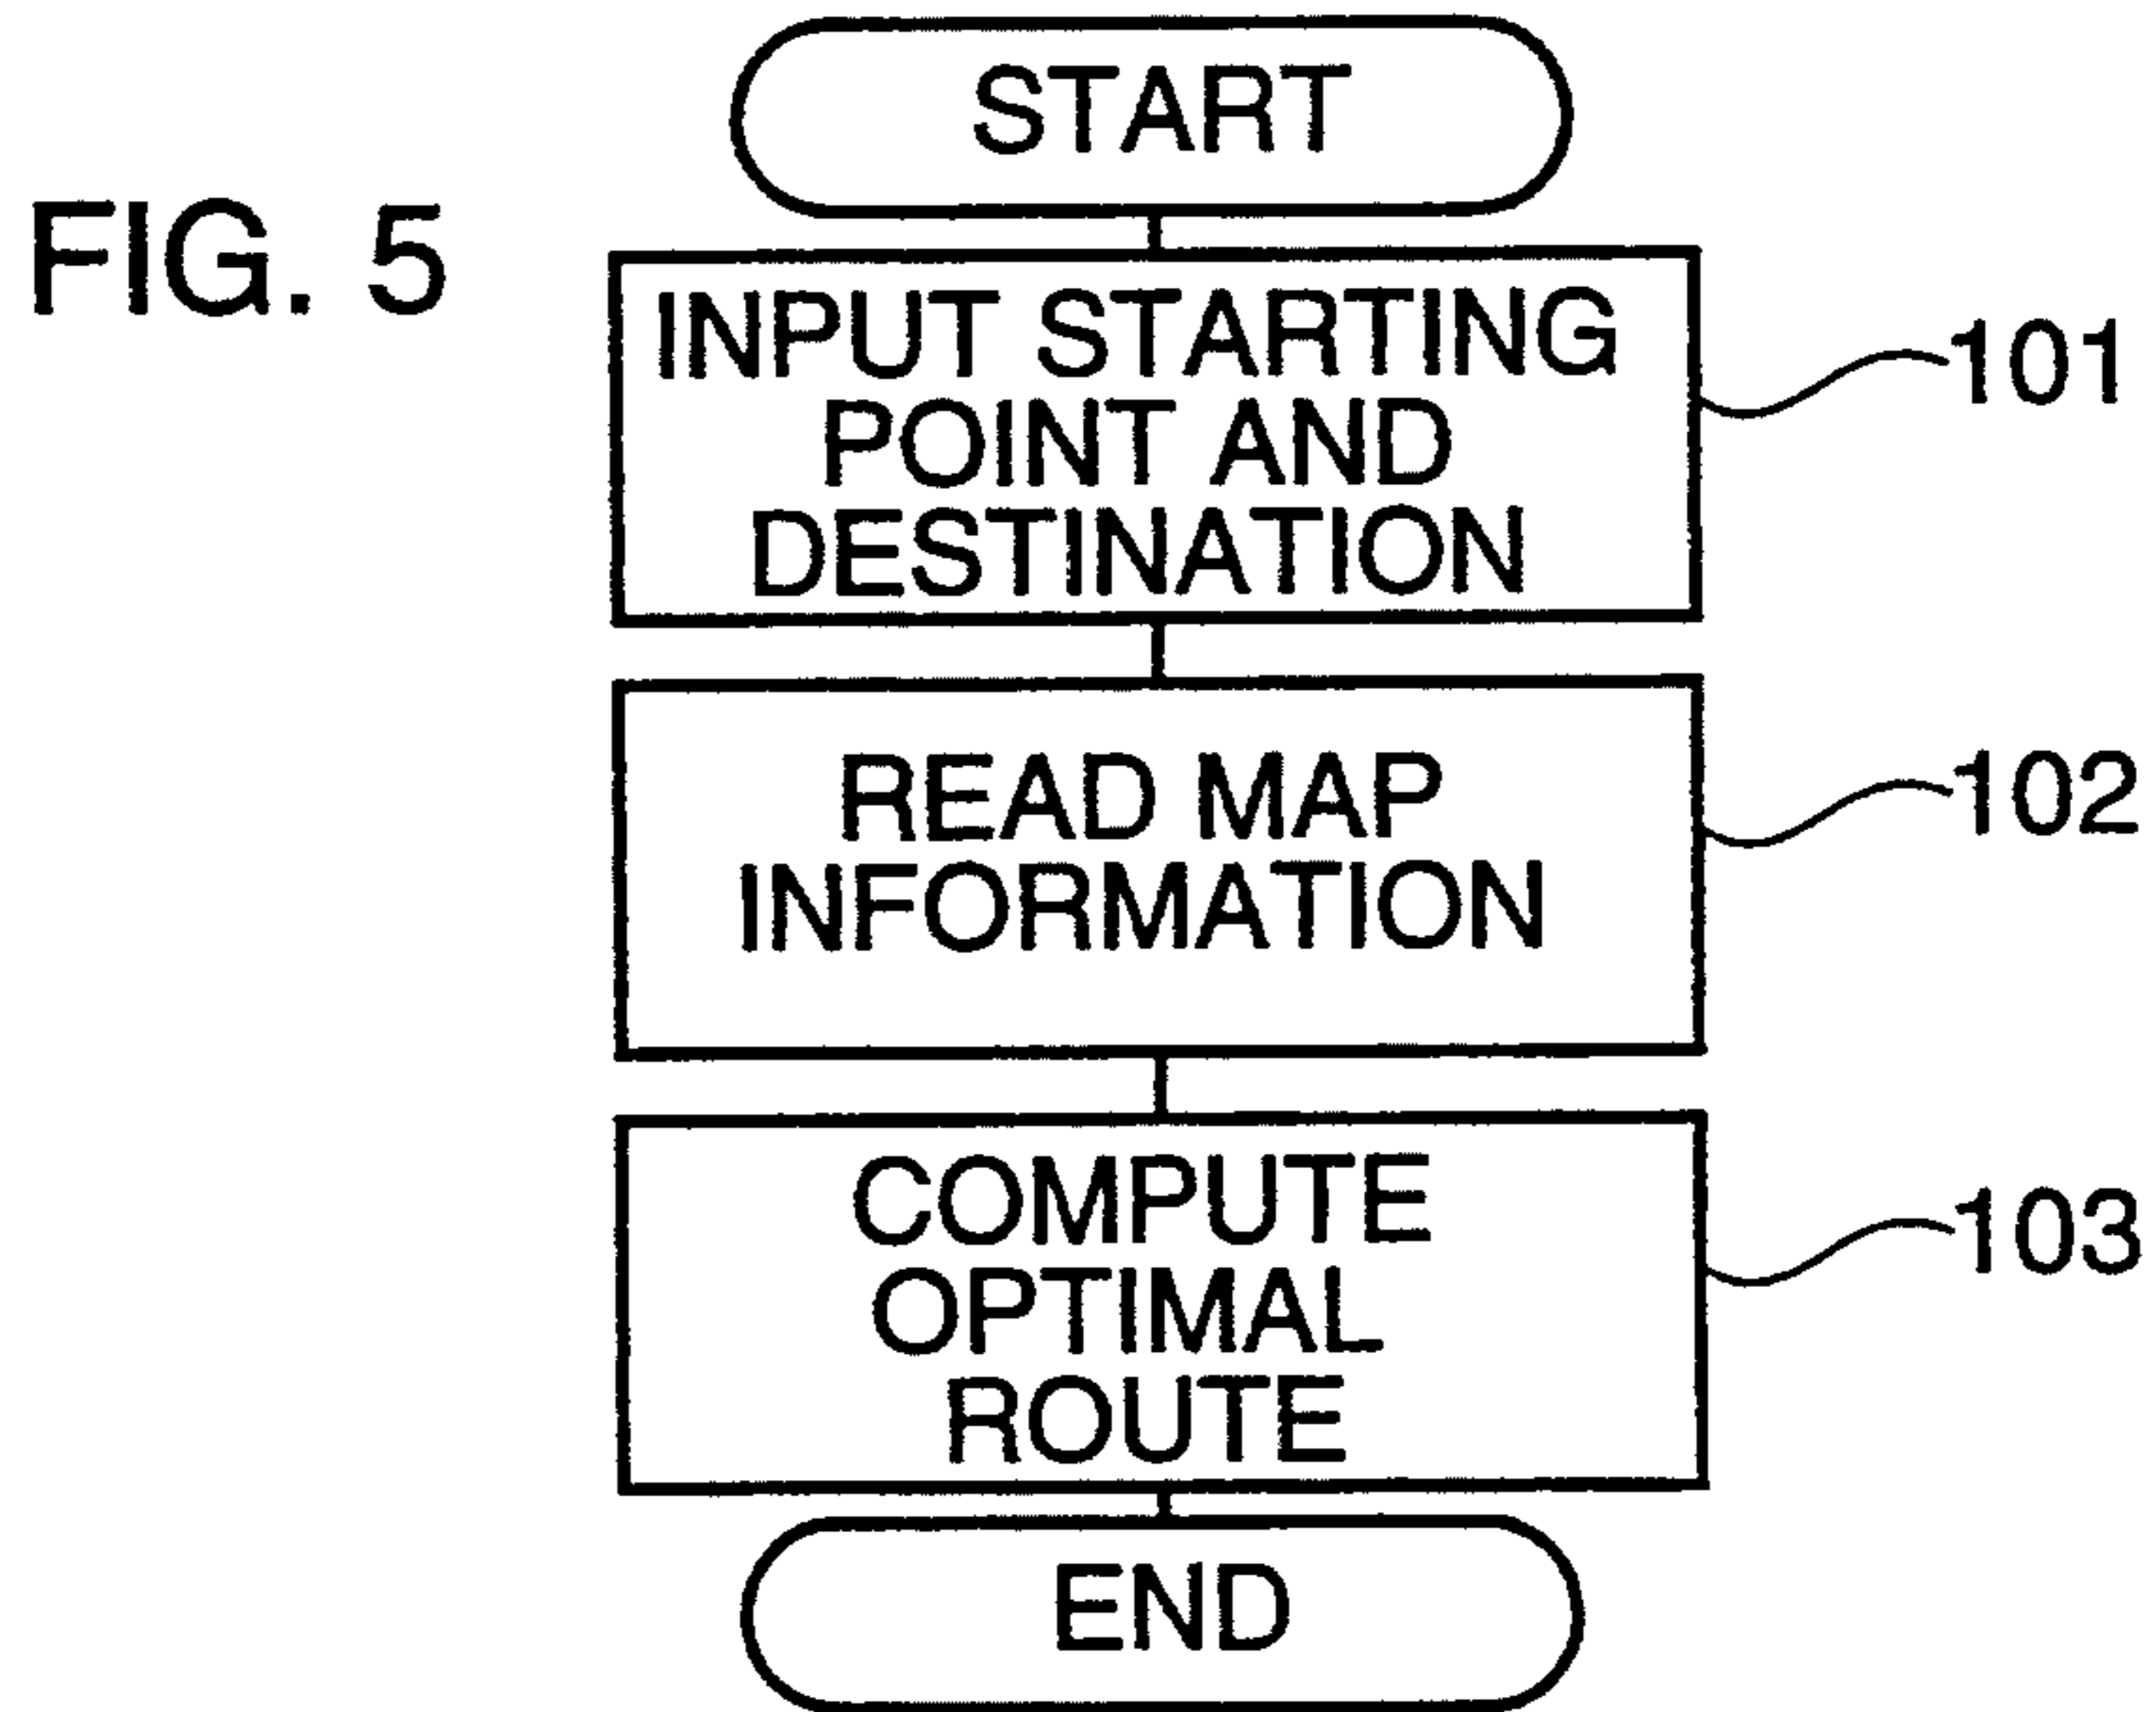 START
FIG. 5
INPUT STARTING
POINT AND
DESTINATION
101
READ MAP
INFORMATION
102
COMPUTE
OPTIMAL
ROUTE
103
END